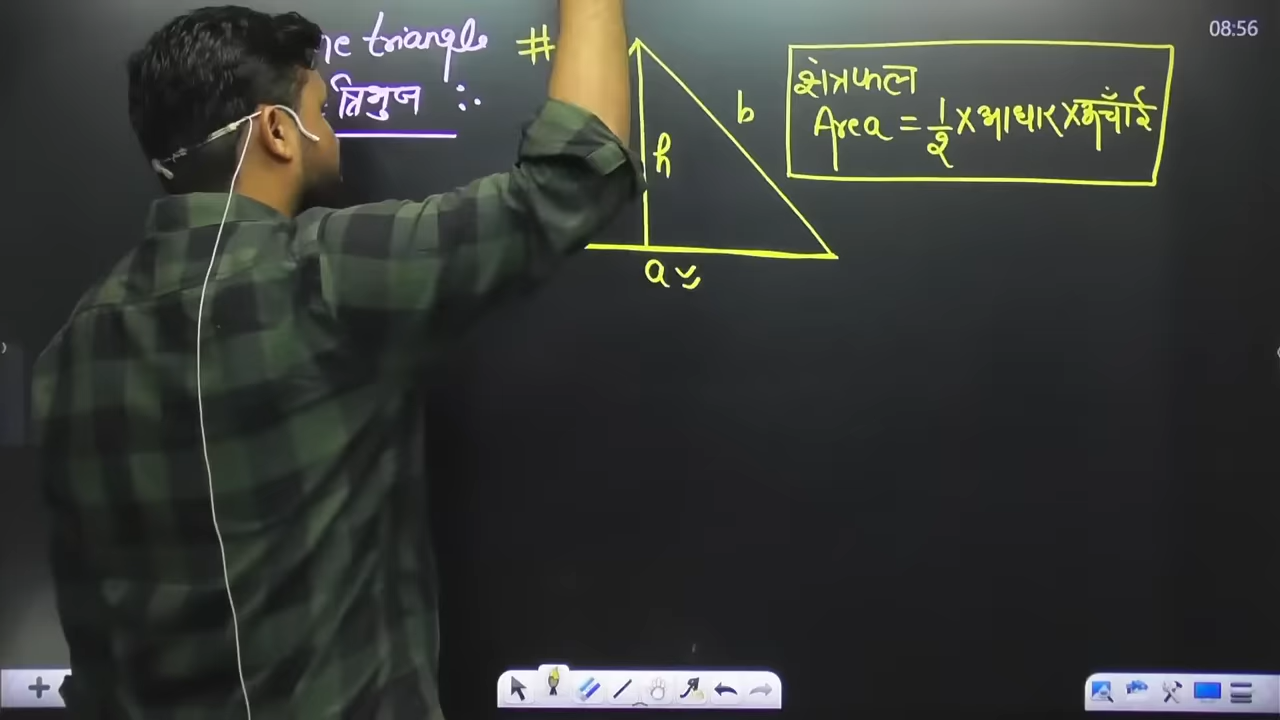 triangle #
त्रिभुज :-
h
b
a
क्षेत्रफल
Area = 1/2 × आधार × ऊँचाई
08:56